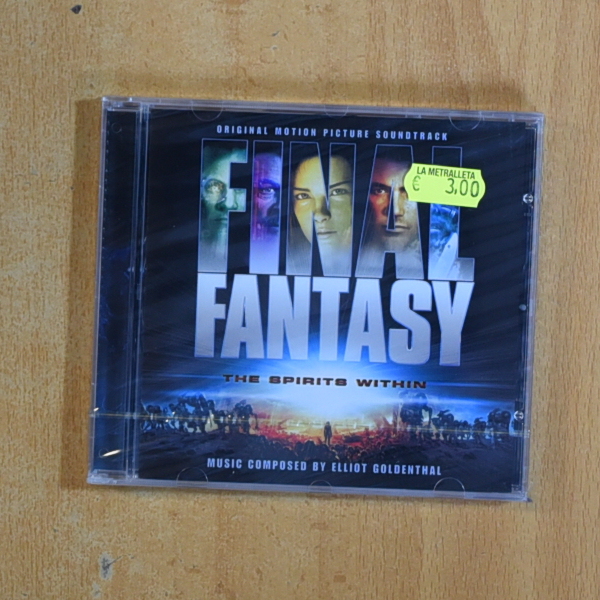 ORIGINAL MOTION PICTURE SOUNDTRACK
FINAL
LA METRALLETA
€ 3,00
FANTASY
THE SPIRITS WITHIN
MUSIC COMPOSED BY ELLIOT GOLDENTHAL